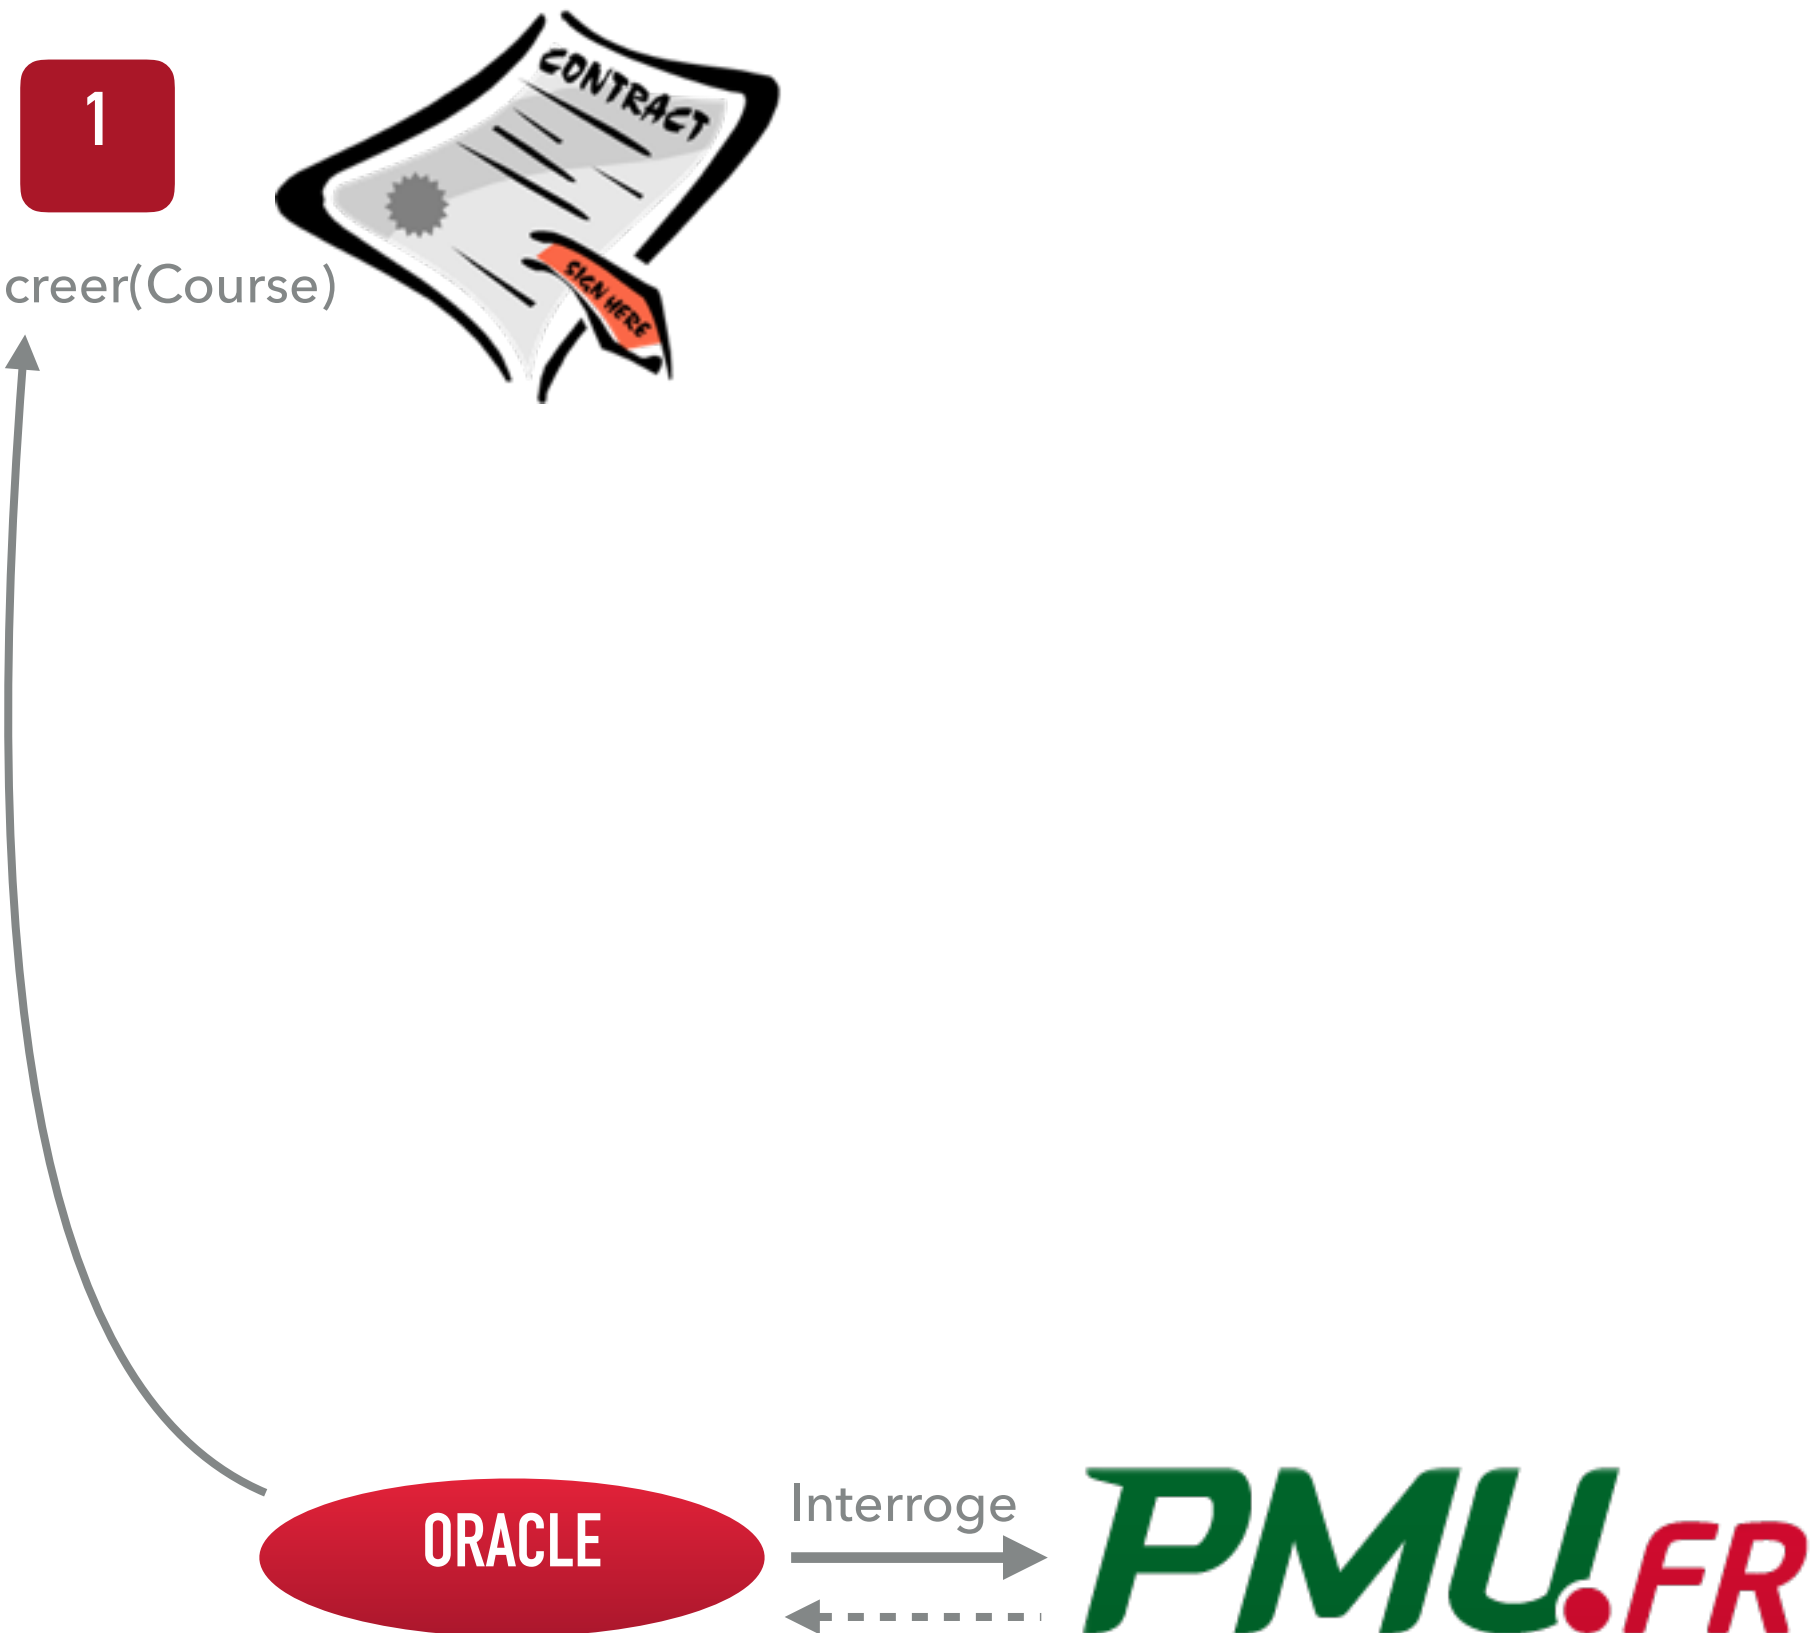 1
CONTRACT
SIGN HERE
creer(Course)
Interroge
ORACLE
PMU.FR